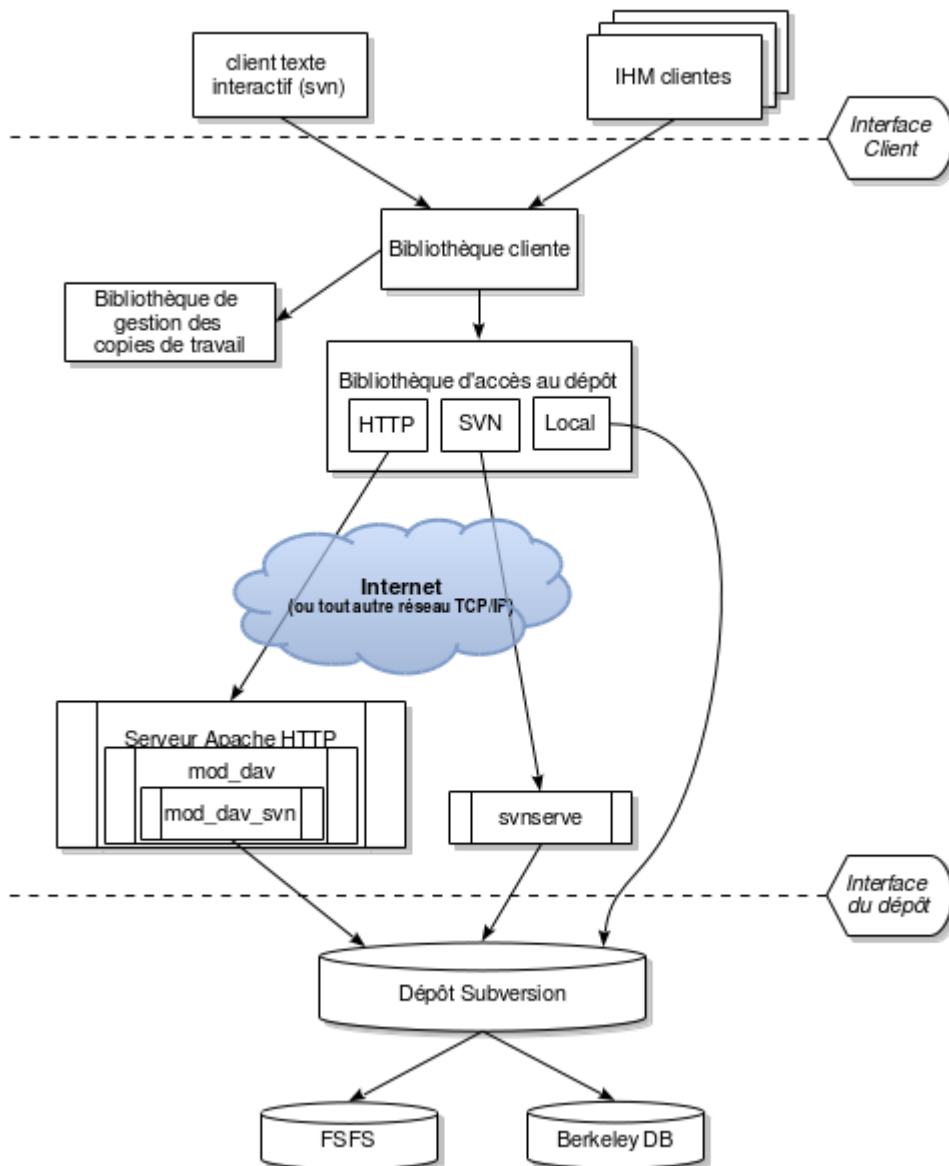 client texte
interactif (svn)
IHM clientes
Interface
Client
Bibliothèque cliente
Bibliothèque de
gestion des
copies de travail
Bibliothèque d'accès au dépôt
HTTP
SVN
Local
Internet
(ou tout autre réseau TCP/IP)
Serveur Apache HTTP
mod_dav
mod_dav_svn
svnserve
Interface
du dépôt
Dépôt Subversion
FSFS
Berkeley DB